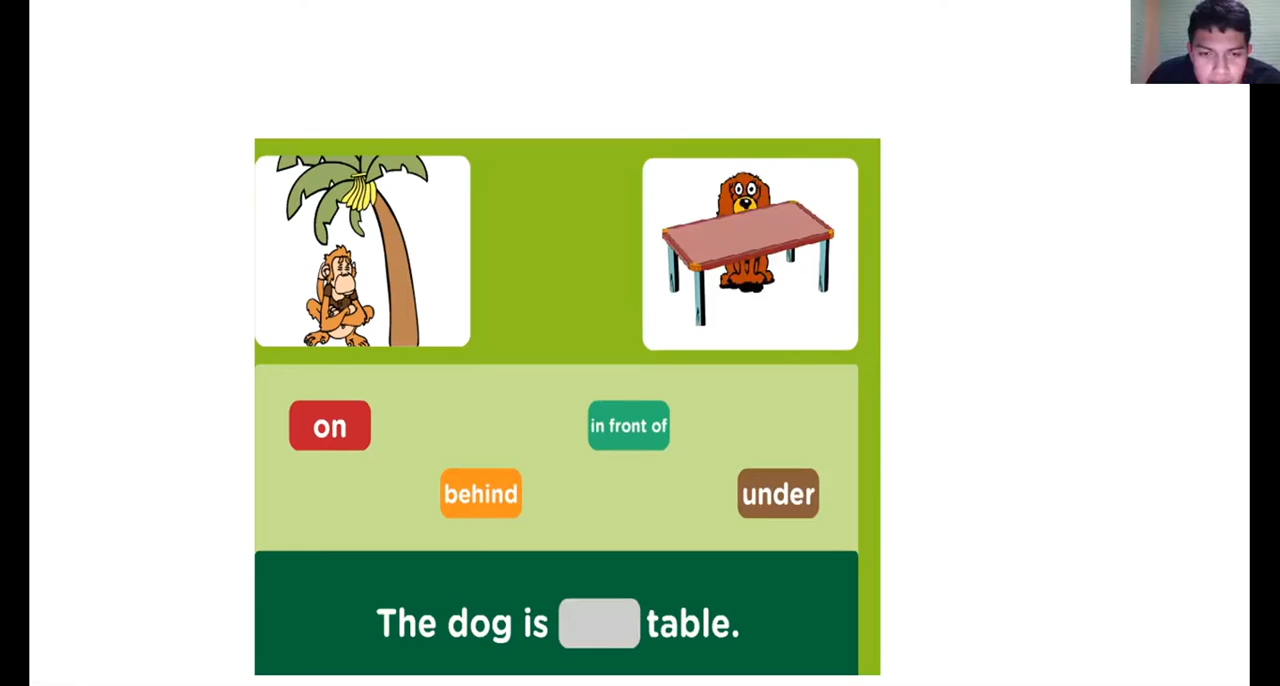 on
in front of
behind
under
The dog is table.